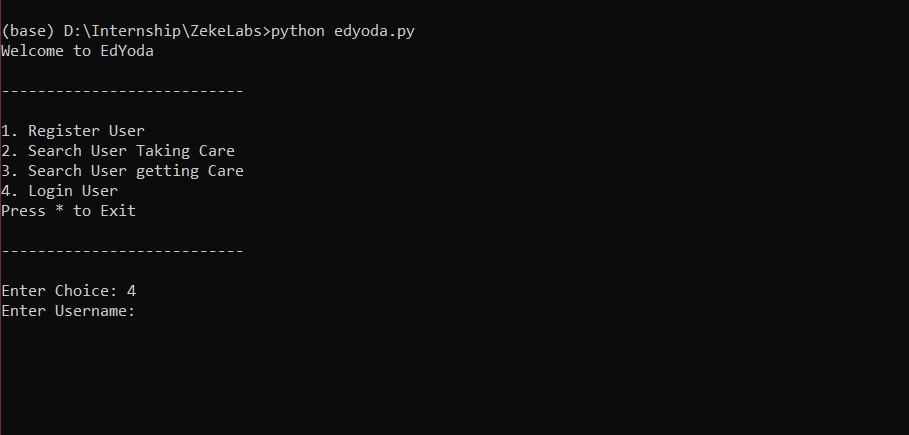 (base) D:\Internship\ZekeLabs>python edyoda.py
Welcome to EdYoda
---------------------------
1. Register User
2. Search User Taking Care
3. Search User getting Care
4. Login User
Press * to Exit
---------------------------
Enter Choice: 4
Enter Username: